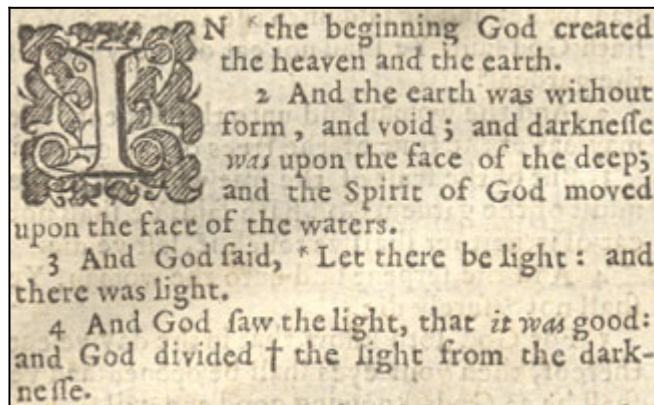 IN * the beginning God created
the heaven and the earth.
2 And the earth was without
form , and void ; and darkneſſe
was upon the face of the deep;
and the Spirit of God moved
upon the face of the waters.
3 And God ſaid, * Let there be light : and
there was light.
4 And God ſaw the light, that it was good:
and God divided † the light from the dark-
neſſe.